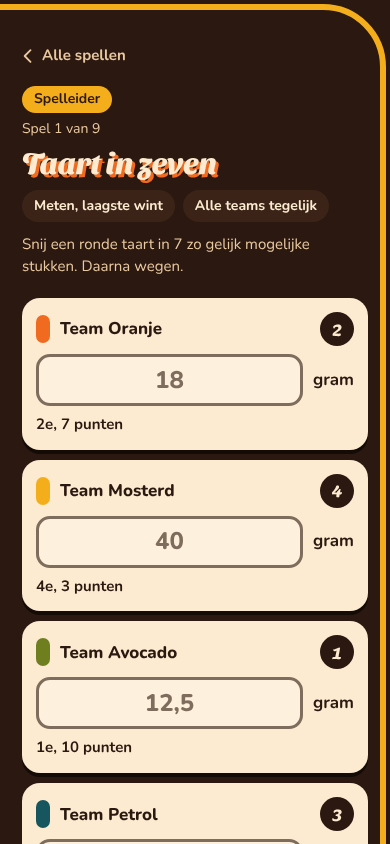 Alle spellen
Spelleider
Spel 1 van 9
Taart in zeven
Meten, laagste wint
Alle teams tegelijk
Snij een ronde taart in 7 zo gelijk mogelijke
stukken. Daarna wegen.
Team Oranje
2
18
gram
2e, 7 punten
Team Mosterd
4
40
gram
4e, 3 punten
Team Avocado
1
12,5
gram
1e, 10 punten
Team Petrol
3